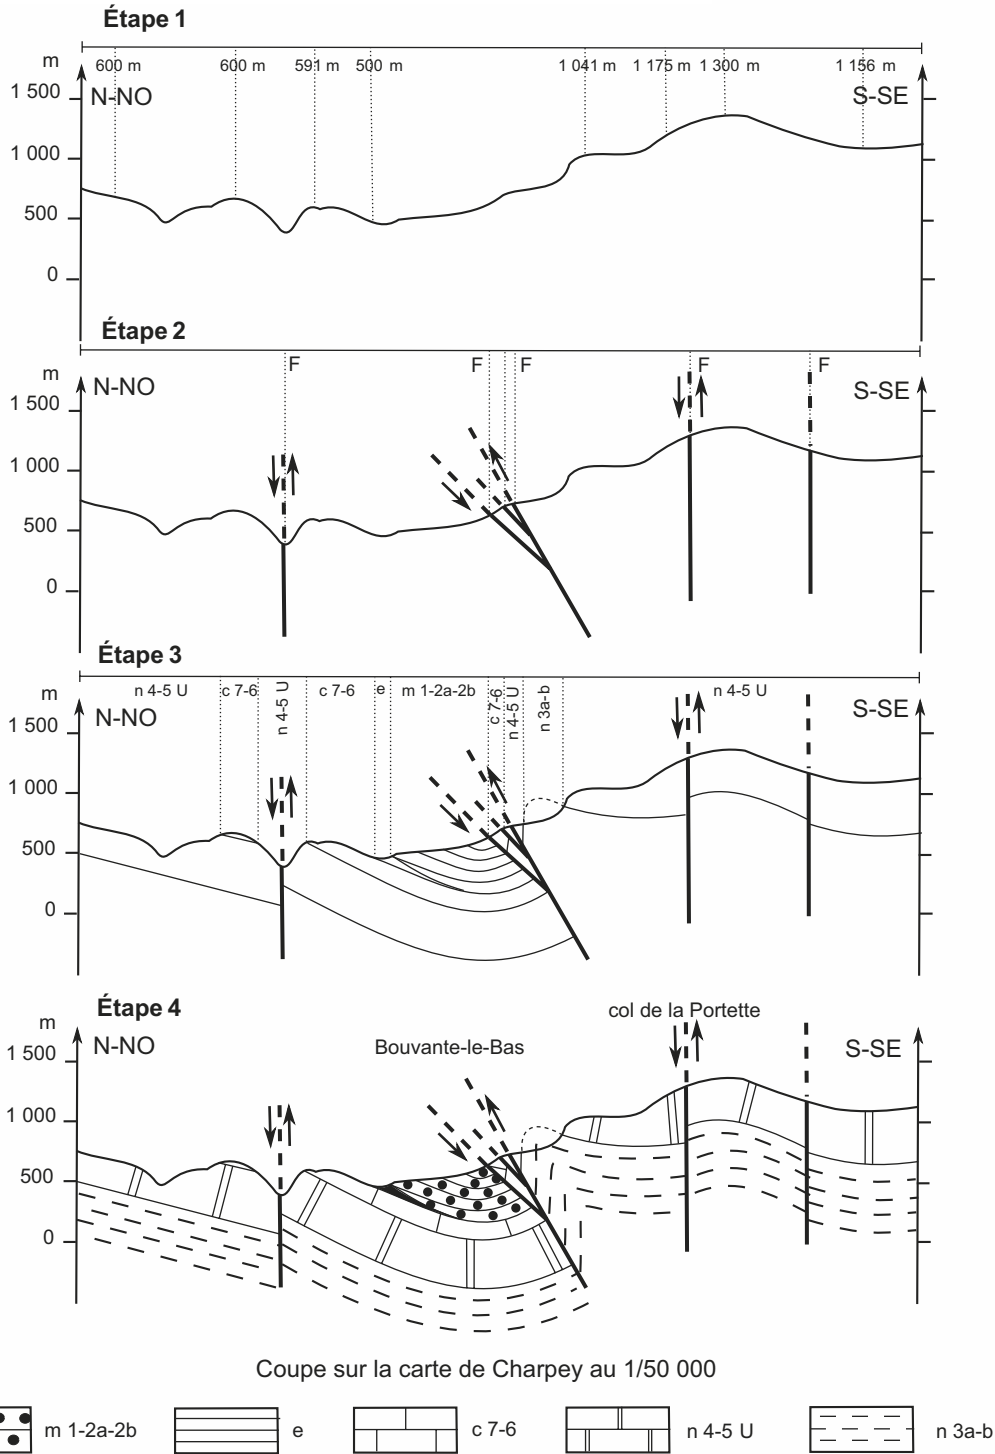 Étape 1
m
600 m 600 m 591 m 500 m 1 041 m 1 175 m 1 300 m 1 156 m
N-NO S-SE
1 500
1 000
500
0
Étape 2
F F F F F
m
N-NO S-SE
1 500
1 000
500
0
Étape 3
m
n 4-5 U c 7-6 n 4-5 U c 7-6 e m 1-2a-2b c 7-6 n 4-5 U n 3a-b n 4-5 U
N-NO S-SE
1 500
1 000
500
0
Étape 4
col de la Portette
m
N-NO Bouvante-le-Bas S-SE
1 500
1 000
500
0
Coupe sur la carte de Charpey au 1/50 000
m 1-2a-2b e c 7-6 n 4-5 U n 3a-b